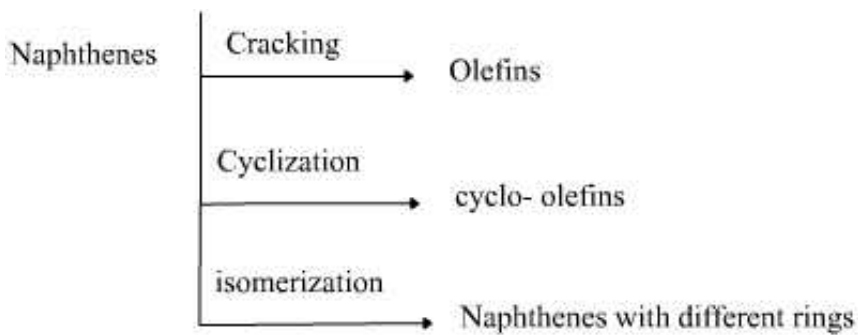 Naphthenes
Cracking
Olefins
Cyclization
cyclo- olefins
isomerization
Naphthenes with different rings